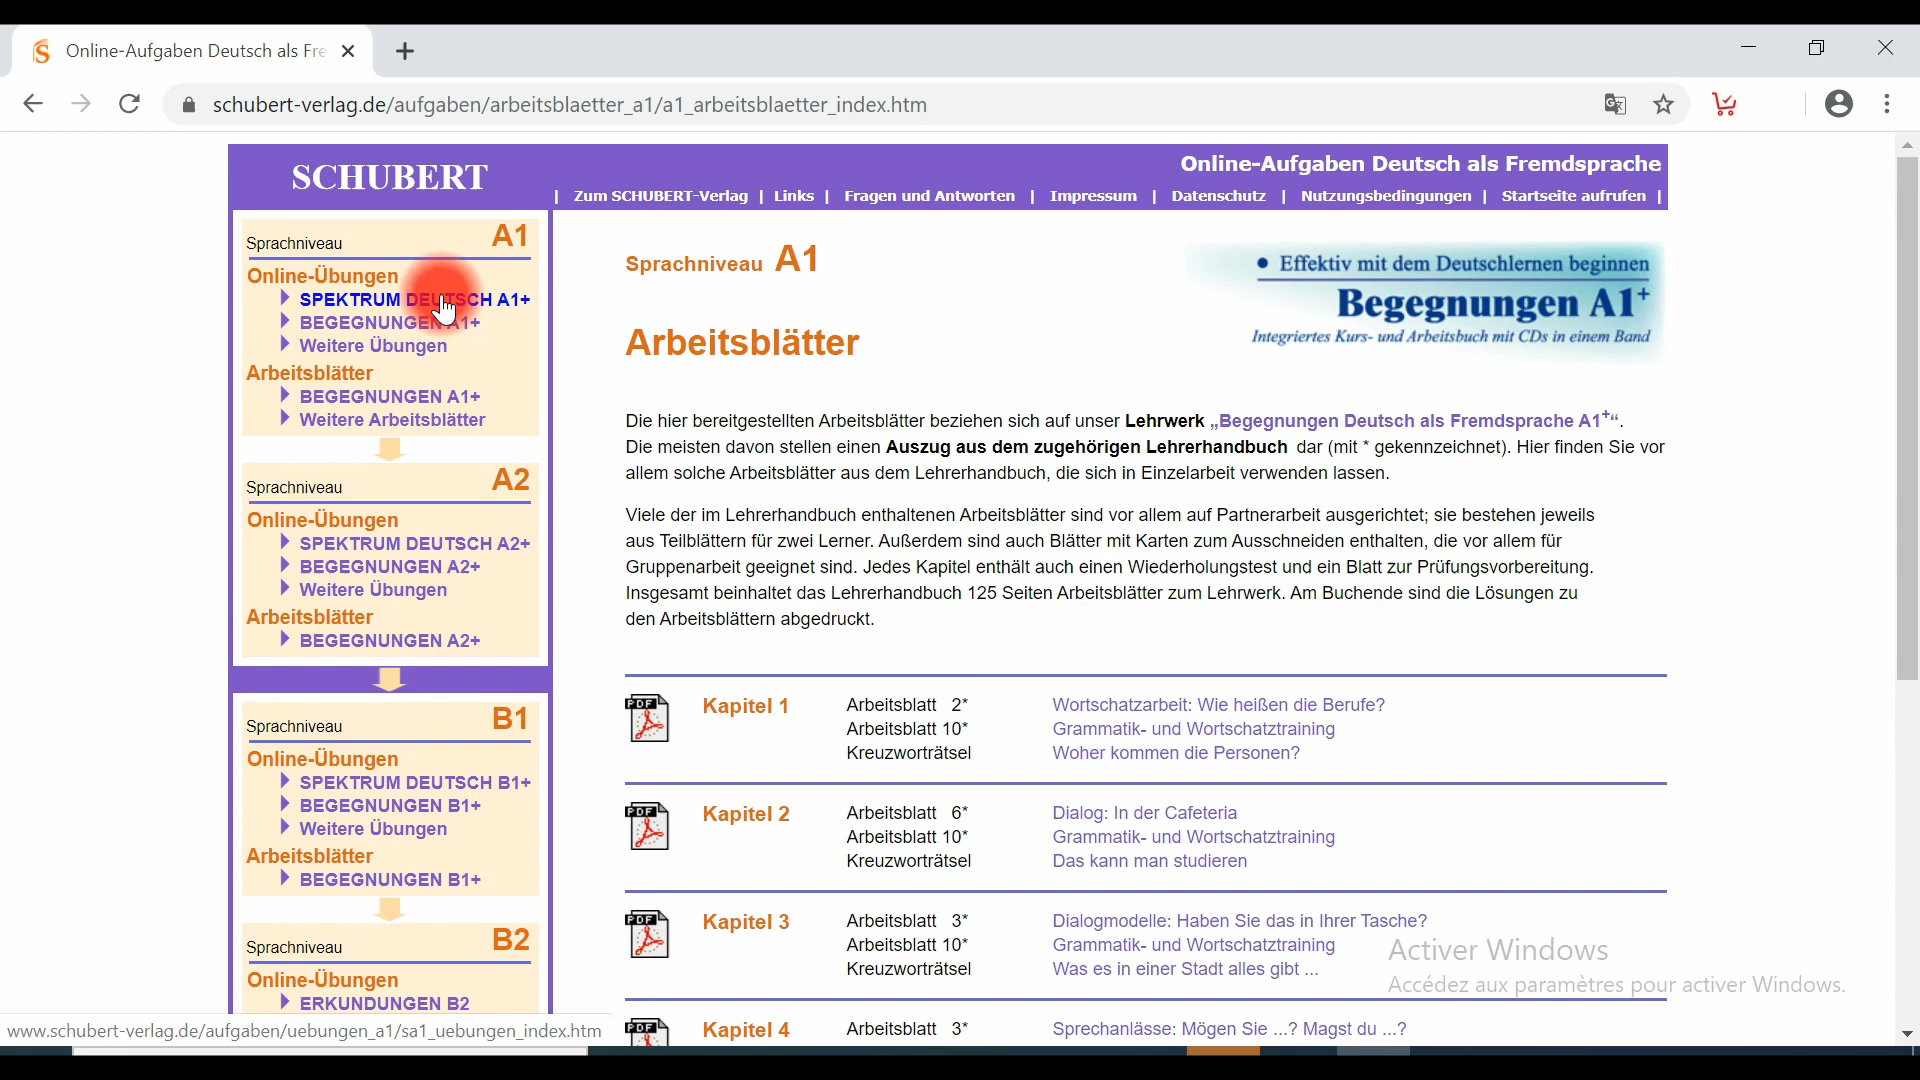 Online-Aufgaben Deutsch als Fre
schubert-verlag.de/aufgaben/arbeitsblaetter_a1/a1_arbeitsblaetter_index.htm
SCHUBERT
Online-Aufgaben Deutsch als Fremdsprache
| Zum SCHUBERT-Verlag | Links | Fragen und Antworten | Impressum | Datenschutz | Nutzungsbedingungen | Startseite aufrufen |
Sprachniveau A1
Online-Übungen
SPEKTRUM DEUTSCH A1+
BEGEGNUNGEN A1+
Weitere Übungen
Arbeitsblätter
BEGEGNUNGEN A1+
Weitere Arbeitsblätter
Sprachniveau A2
Online-Übungen
SPEKTRUM DEUTSCH A2+
BEGEGNUNGEN A2+
Weitere Übungen
Arbeitsblätter
BEGEGNUNGEN A2+
Sprachniveau B1
Online-Übungen
SPEKTRUM DEUTSCH B1+
BEGEGNUNGEN B1+
Weitere Übungen
Arbeitsblätter
BEGEGNUNGEN B1+
Sprachniveau B2
Online-Übungen
ERKUNDUNGEN B2
Sprachniveau A1
• Effektiv mit dem Deutschlernen beginnen
Begegnungen A1+
Integriertes Kurs- und Arbeitsbuch mit CDs in einem Band
Arbeitsblätter
Die hier bereitgestellten Arbeitsblätter beziehen sich auf unser Lehrwerk „Begegnungen Deutsch als Fremdsprache A1+“.
Die meisten davon stellen einen Auszug aus dem zugehörigen Lehrerhandbuch dar (mit * gekennzeichnet). Hier finden Sie vor
allem solche Arbeitsblätter aus dem Lehrerhandbuch, die sich in Einzelarbeit verwenden lassen.
Viele der im Lehrerhandbuch enthaltenen Arbeitsblätter sind vor allem auf Partnerarbeit ausgerichtet; sie bestehen jeweils
aus Teilblättern für zwei Lerner. Außerdem sind auch Blätter mit Karten zum Ausschneiden enthalten, die vor allem für
Gruppenarbeit geeignet sind. Jedes Kapitel enthält auch einen Wiederholungstest und ein Blatt zur Prüfungsvorbereitung.
Insgesamt beinhaltet das Lehrerhandbuch 125 Seiten Arbeitsblätter zum Lehrwerk. Am Buchende sind die Lösungen zu
den Arbeitsblättern abgedruckt.
PDF Kapitel 1 Arbeitsblatt 2* Wortschatzarbeit: Wie heißen die Berufe?
Arbeitsblatt 10* Grammatik- und Wortschatztraining
Kreuzworträtsel Woher kommen die Personen?
PDF Kapitel 2 Arbeitsblatt 6* Dialog: In der Cafeteria
Arbeitsblatt 10* Grammatik- und Wortschatztraining
Kreuzworträtsel Das kann man studieren
PDF Kapitel 3 Arbeitsblatt 3* Dialogmodelle: Haben Sie das in Ihrer Tasche?
Arbeitsblatt 10* Grammatik- und Wortschatztraining
Kreuzworträtsel Was es in einer Stadt alles gibt ...
PDF Kapitel 4 Arbeitsblatt 3* Sprechanlässe: Mögen Sie ...? Magst du ...?
Activer Windows
Accédez aux paramètres pour activer Windows.
www.schubert-verlag.de/aufgaben/uebungen_a1/sa1_uebungen_index.htm